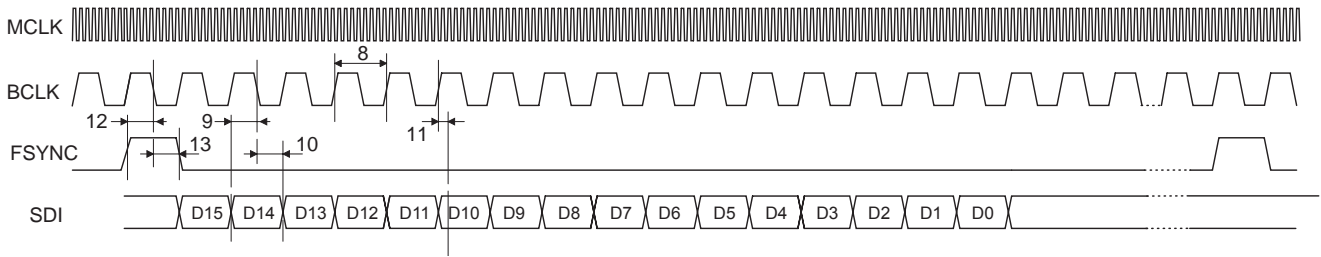 MCLK
8
BCLK
12
9
11
13
10
FSYNC
SDI
D15 D14 D13 D12 D11 D10 D9 D8 D7 D6 D5 D4 D3 D2 D1 D0